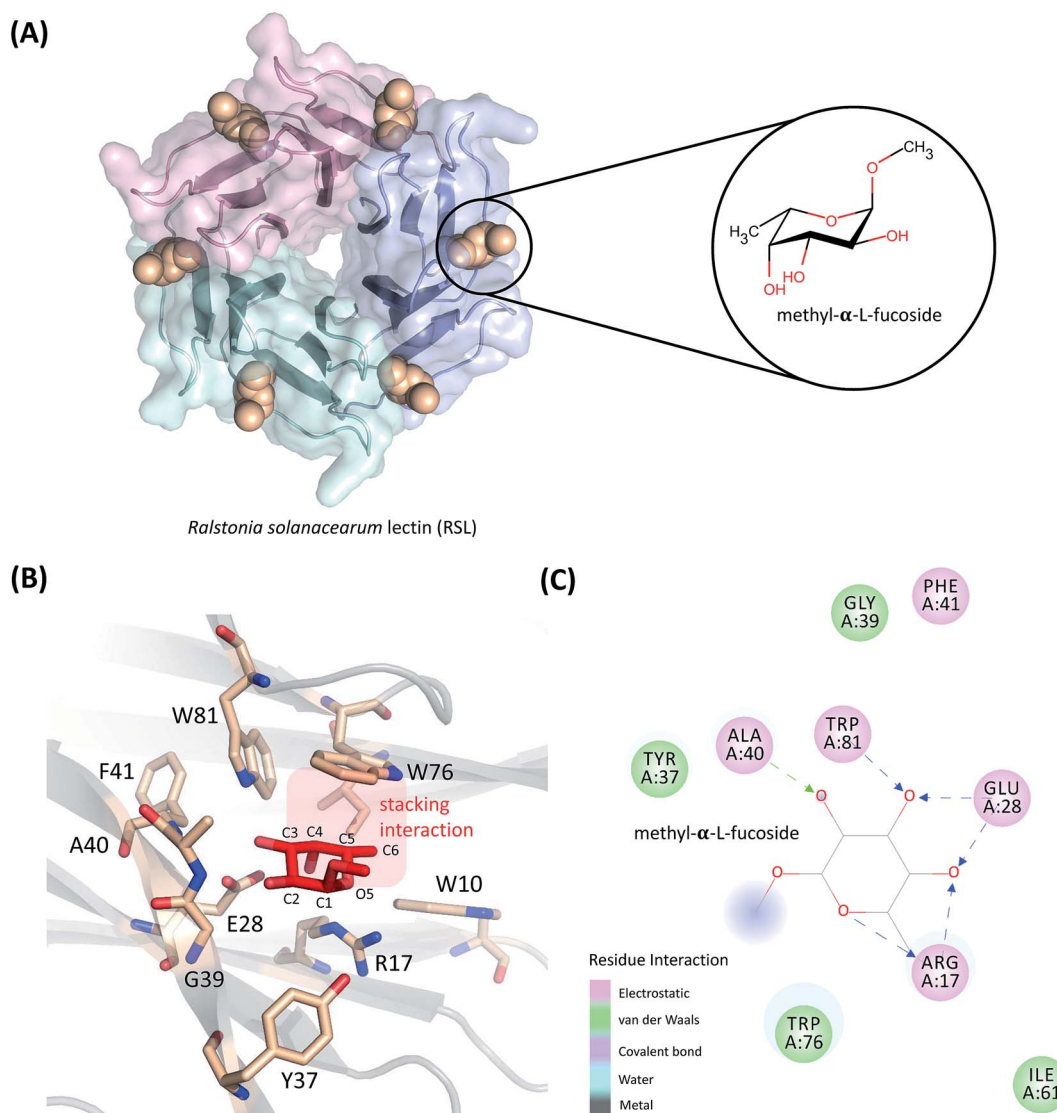 (A)
CH₃
O
O
H₃C
OH
HO
OH
methyl-α-L-fucoside
Ralstonia solanacearum lectin (RSL)
(B)
W81
F41
W76
stacking
interaction
A40
C3
C4
C5
C6
C2
C1
O5
W10
E28
G39
R17
Y37
(C)
PHE
A:41
GLY
A:39
TRP
A:81
ALA
A:40
TYR
A:37
GLU
A:28
O
O
methyl-α-L-fucoside
O
O
O
ARG
A:17
Residue Interaction
Electrostatic
van der Waals
Covalent bond
Water
Metal
TRP
A:76
ILE
A:61